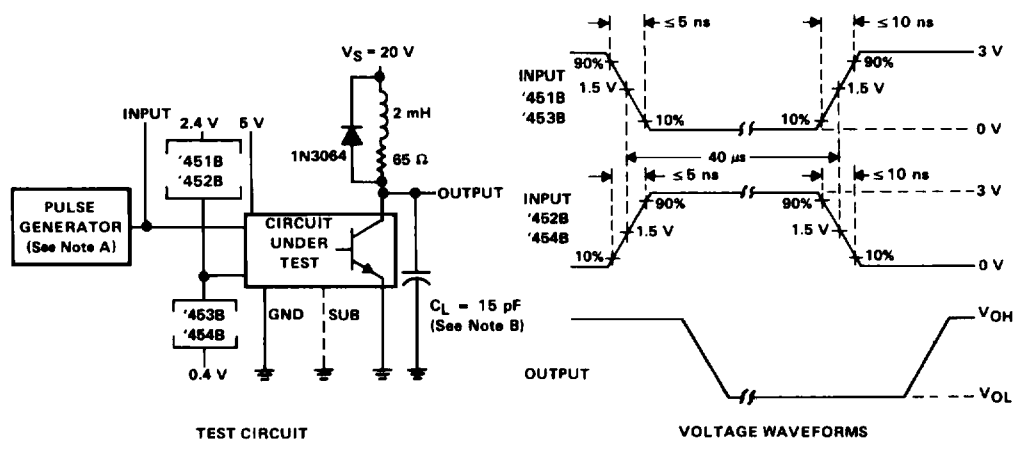 VS = 20 V
2 mH
INPUT
2.4 V
5 V
'451B
'452B
1N3064
65 Ω
OUTPUT
PULSE
GENERATOR
(See Note A)
CIRCUIT
UNDER
TEST
'453B
'454B
GND
SUB
CL = 15 pF
(See Note B)
0.4 V
TEST CIRCUIT
≤ 5 ns
≤ 10 ns
3 V
90%
90%
INPUT
'451B
'453B
1.5 V
1.5 V
10%
10%
0 V
40 μs
≤ 5 ns
≤ 10 ns
3 V
INPUT
'452B
'454B
90%
90%
1.5 V
1.5 V
10%
10%
0 V
VOH
OUTPUT
VOL
VOLTAGE WAVEFORMS